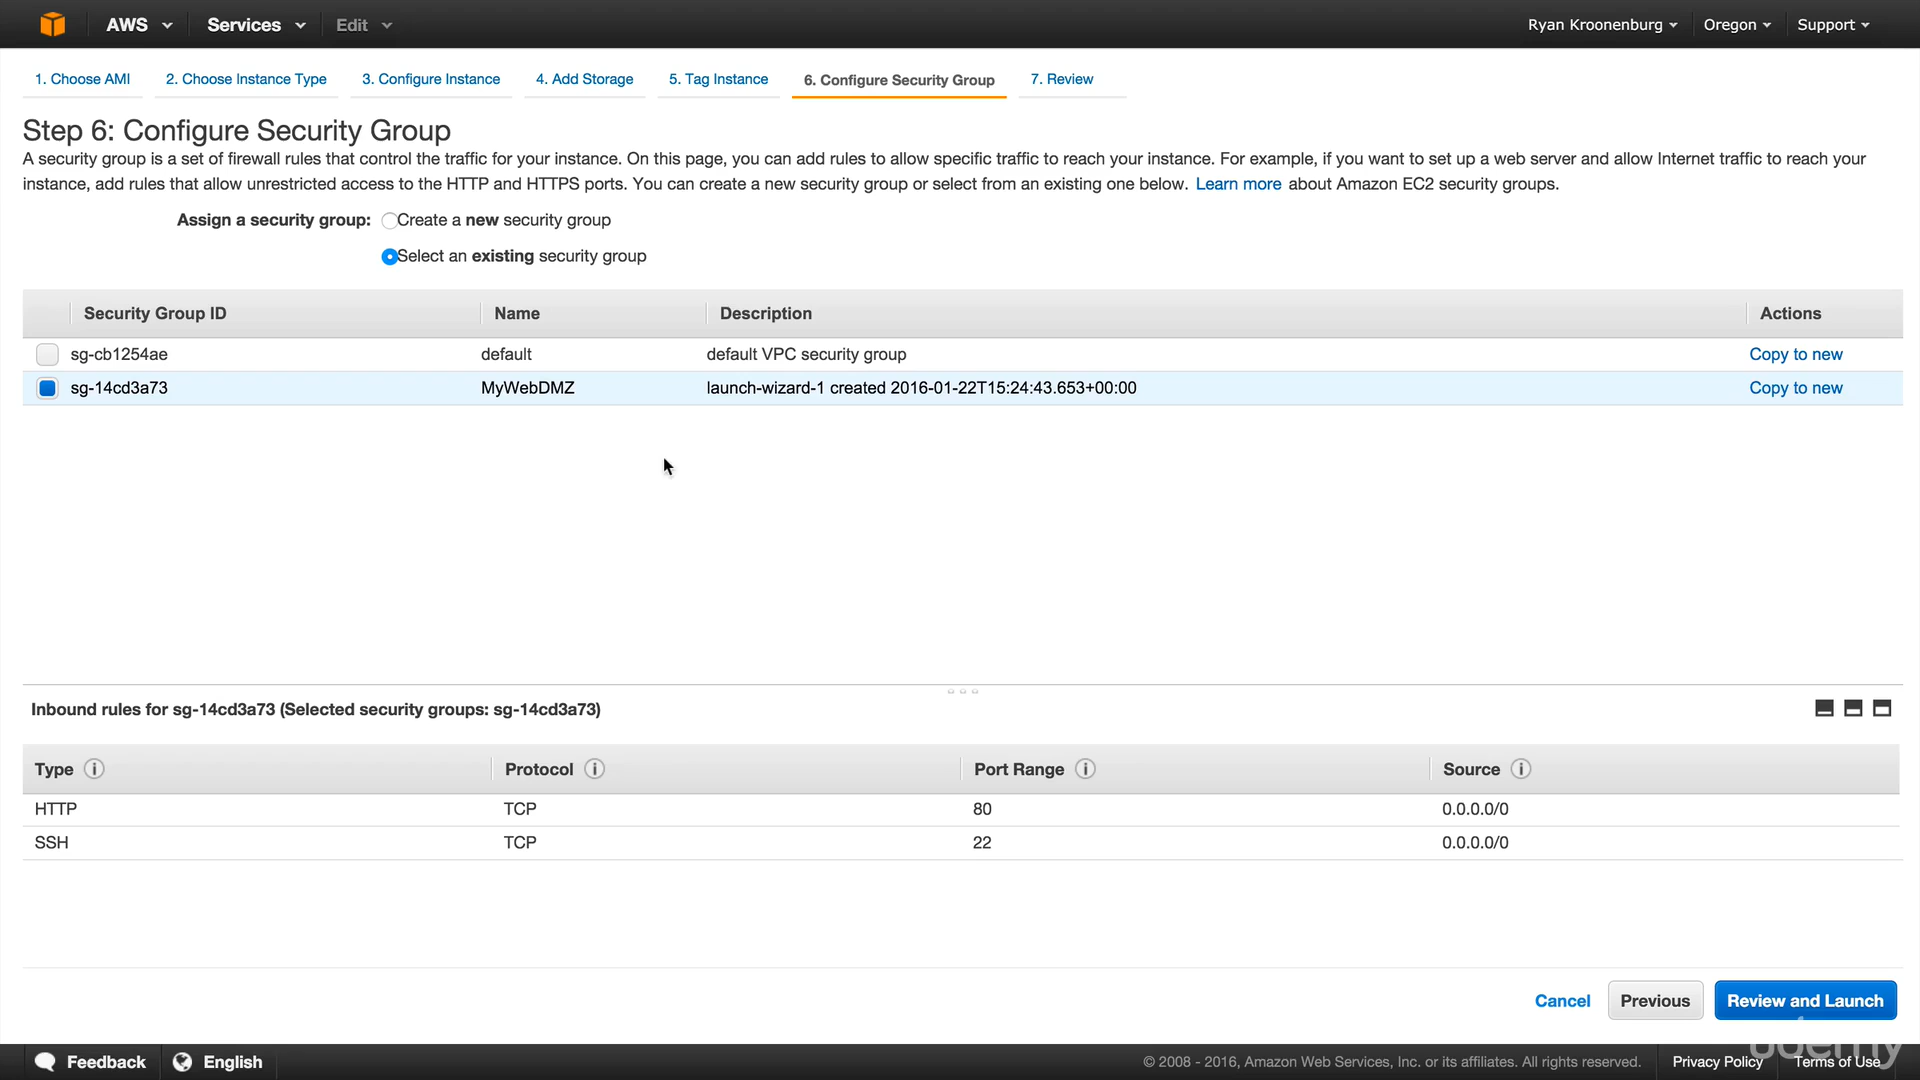 AWS Services Edit Ryan Kroonenburg Oregon Support
1. Choose AMI 2. Choose Instance Type 3. Configure Instance 4. Add Storage 5. Tag Instance 6. Configure Security Group 7. Review
Step 6: Configure Security Group
A security group is a set of firewall rules that control the traffic for your instance. On this page, you can add rules to allow specific traffic to reach your instance. For example, if you want to set up a web server and allow Internet traffic to reach your
instance, add rules that allow unrestricted access to the HTTP and HTTPS ports. You can create a new security group or select from an existing one below. Learn more about Amazon EC2 security groups.
Assign a security group: Create a new security group
Select an existing security group
Security Group ID Name Description Actions
sg-cb1254ae default default VPC security group Copy to new
sg-14cd3a73 MyWebDMZ launch-wizard-1 created 2016-01-22T15:24:43.653+00:00 Copy to new
Inbound rules for sg-14cd3a73 (Selected security groups: sg-14cd3a73)
Type Protocol Port Range Source
HTTP TCP 80 0.0.0.0/0
SSH TCP 22 0.0.0.0/0
Cancel Previous Review and Launch
Feedback English © 2008 - 2016, Amazon Web Services, Inc. or its affiliates. All rights reserved. Privacy Policy Terms of Use
udemy